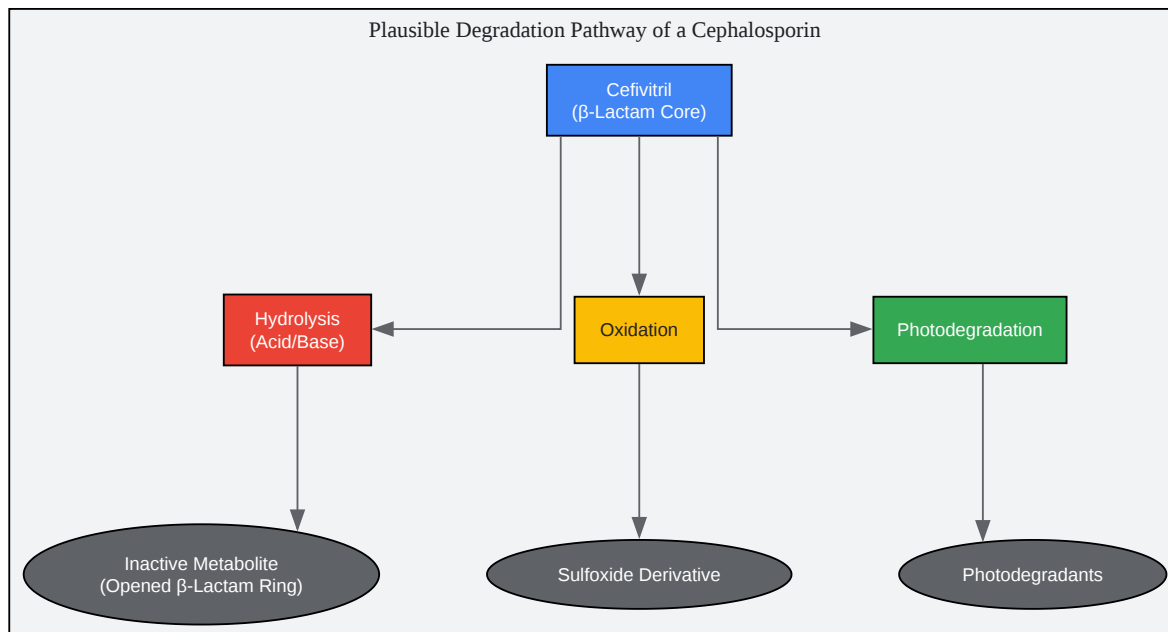 Plausible Degradation Pathway of a Cephalosporin
Cefivitril
(β-Lactam Core)
Hydrolysis
(Acid/Base)
Oxidation
Photodegradation
Inactive Metabolite
(Opened β-Lactam Ring)
Sulfoxide Derivative
Photodegradants